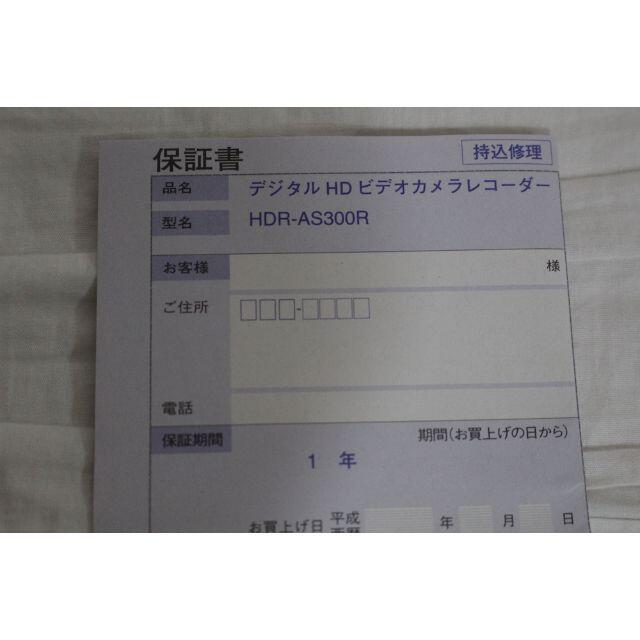 保証書
持込修理
品名 デジタル HD ビデオカメラレコーダー
型名 HDR-AS300R
お客様 様
ご住所 □□□-□□□□
電話
保証期間 期間(お買上げの日から)
1 年
お買上げ日 平成 年 月 日
西暦